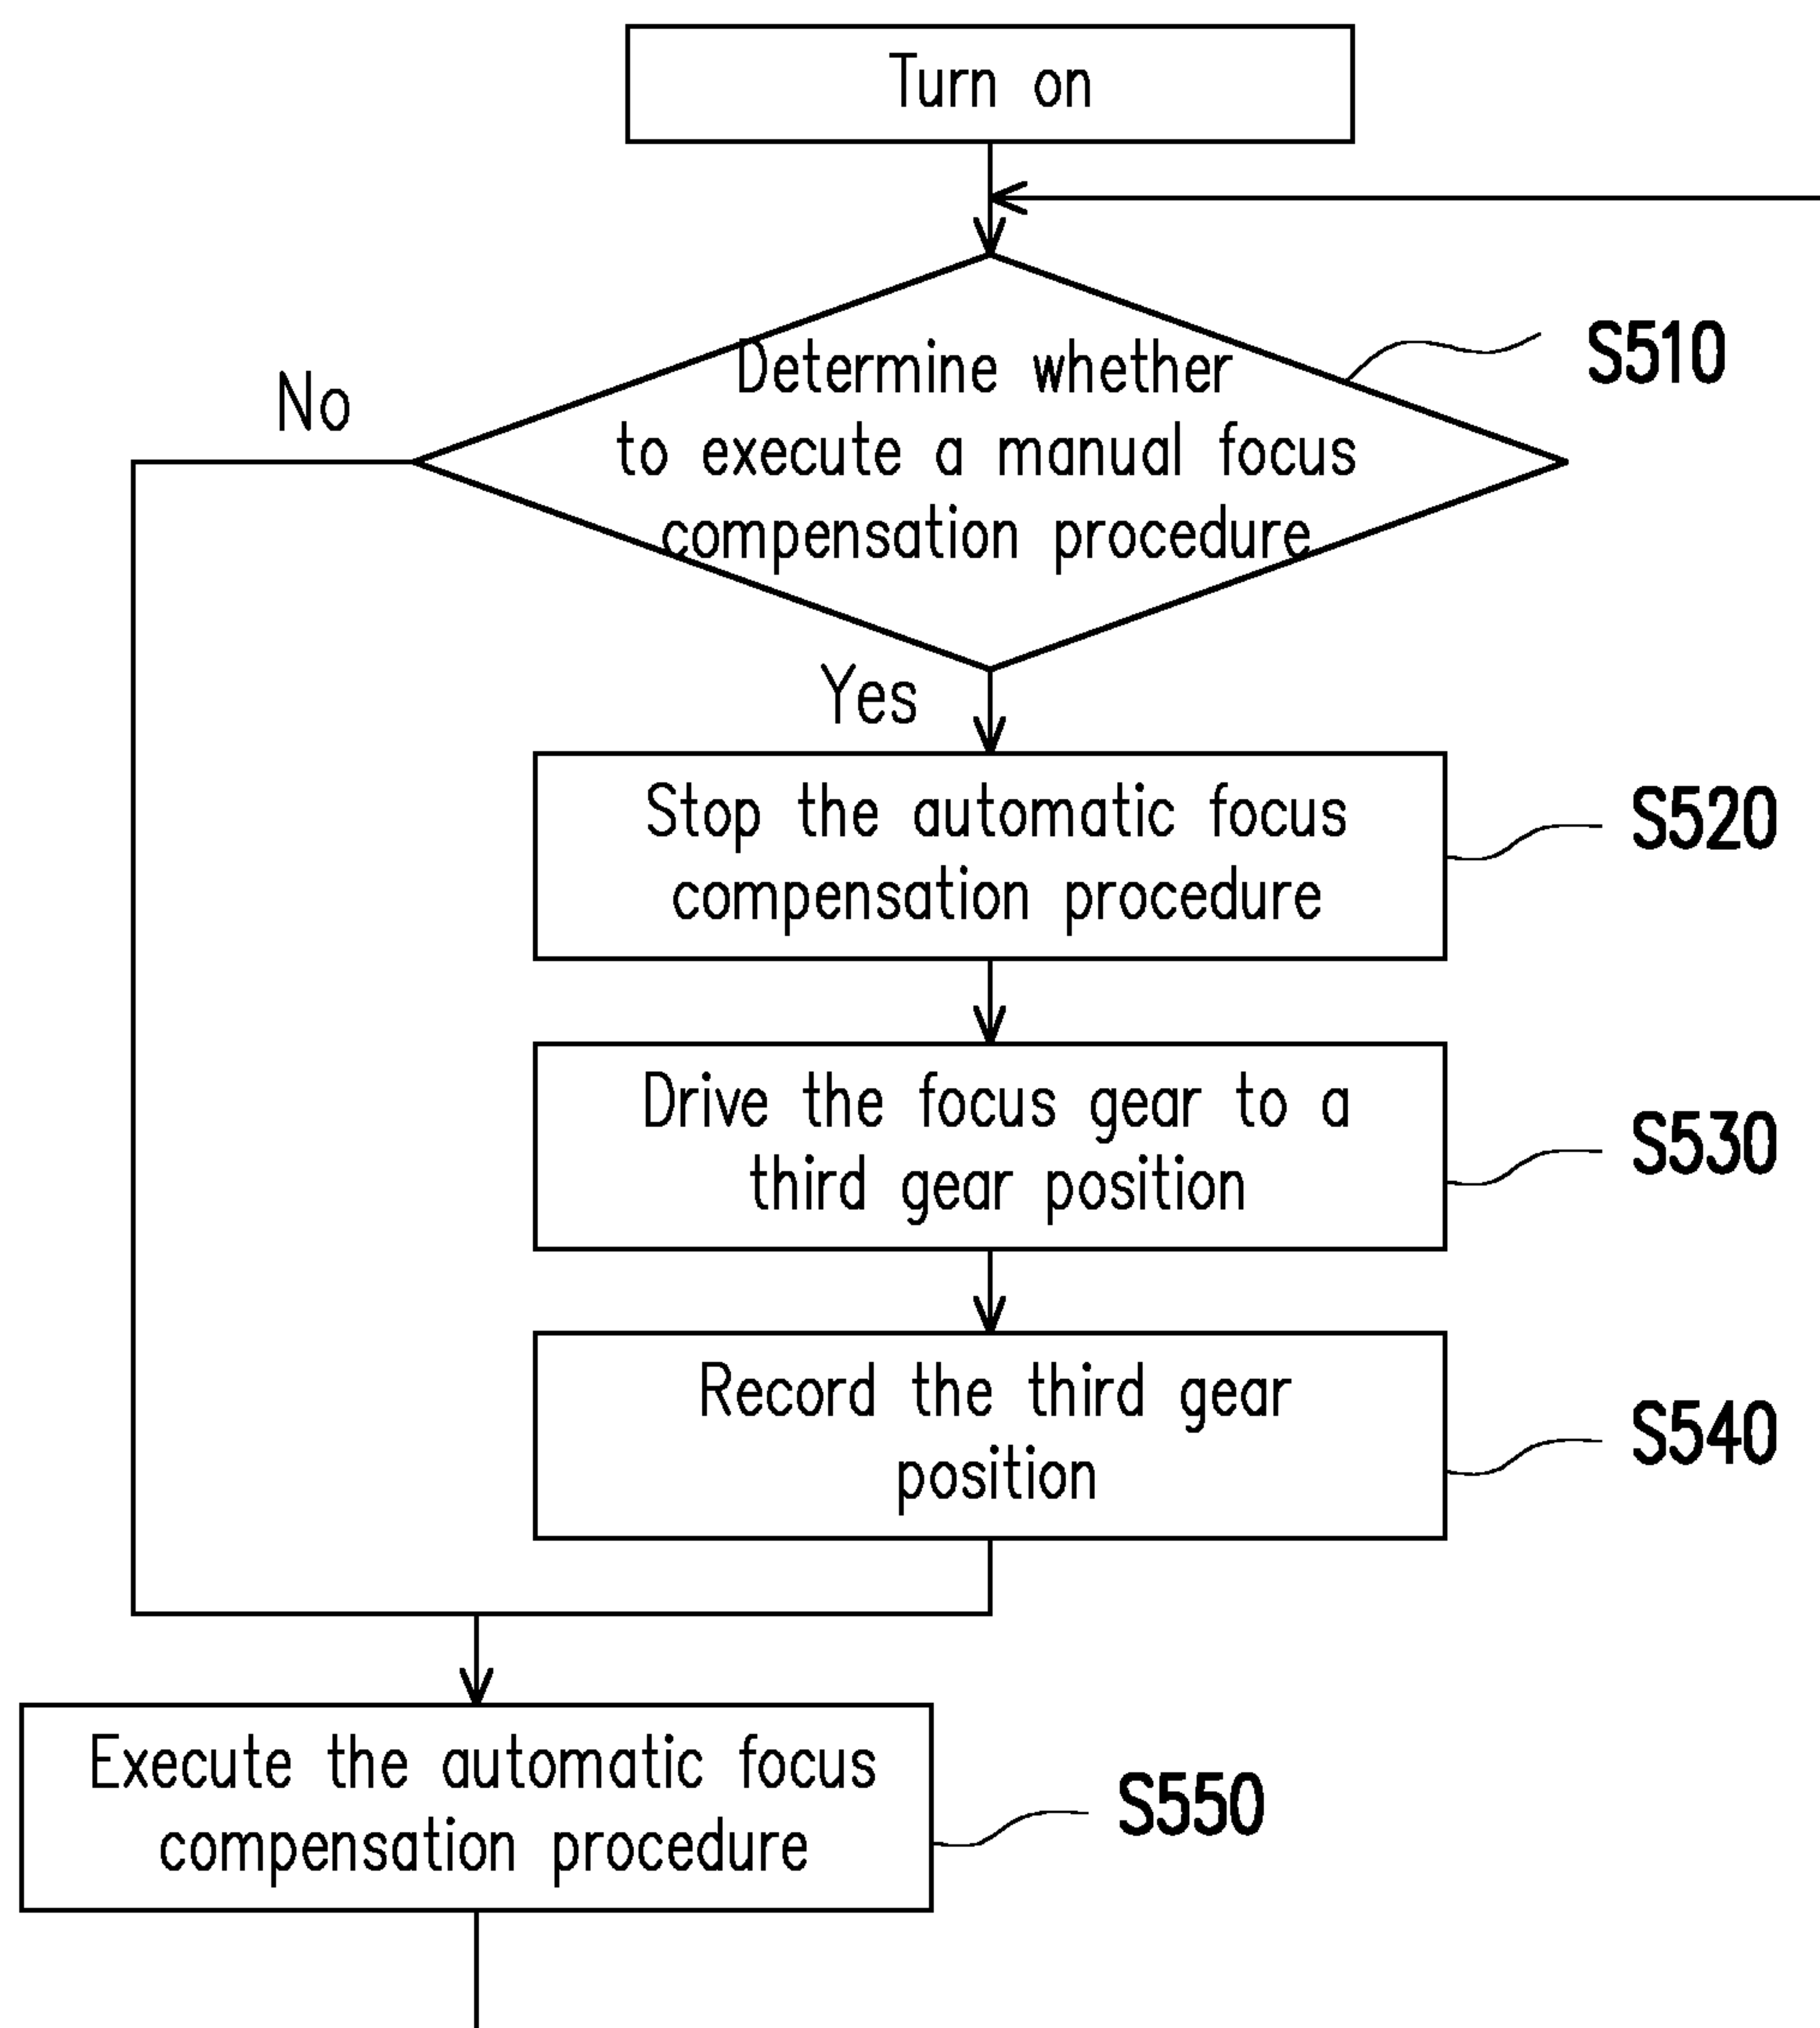 Turn on
Determine whether
to execute a manual focus
compensation procedure
S510
No
Yes
Stop the automatic focus
compensation procedure
S520
Drive the focus gear to a
third gear position
S530
Record the third gear
position
S540
Execute the automatic focus
compensation procedure
S550